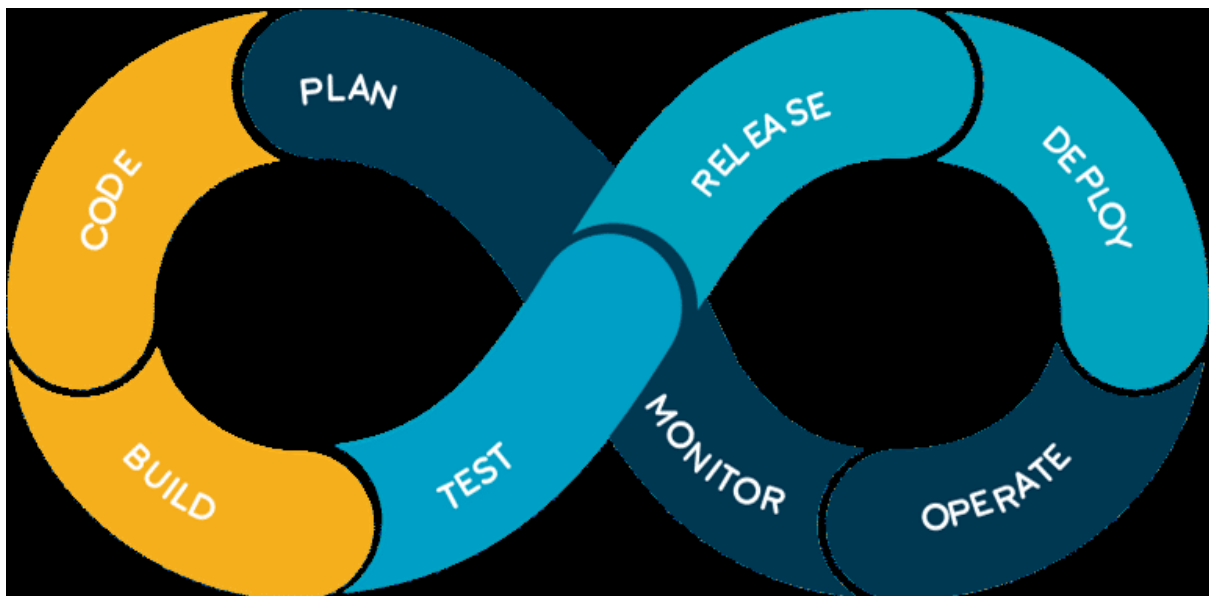 PLAN
CODE
BUILD
TEST
RELEASE
DEPLOY
OPERATE
MONITOR